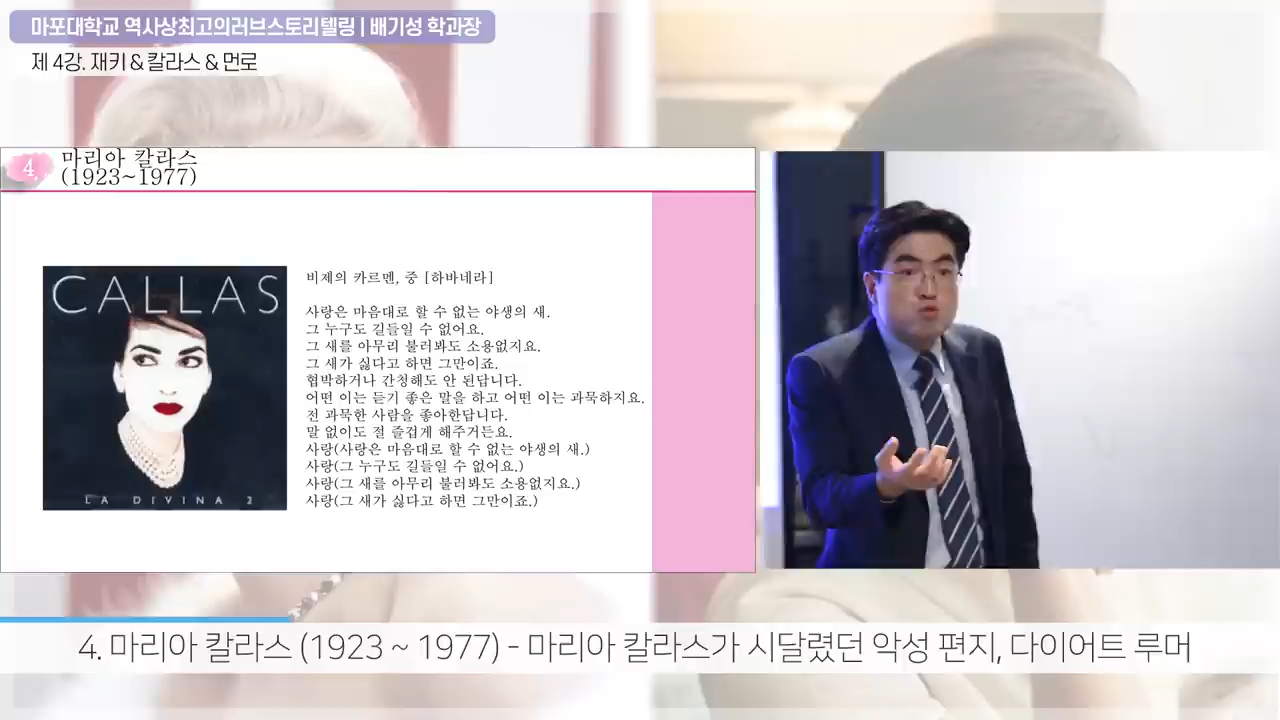 마포대학교 역사상최고의러브스토리텔링 | 배기성 학과장
제 4강. 재키 & 칼라스 & 먼로
4.
마리아 칼라스
(1923~1977)
CALLAS
LA DIVINA 2
비제의 카르멘, 중 [하바네라]
사랑은 마음대로 할 수 없는 야생의 새.
그 누구도 길들일 수 없어요.
그 새를 아무리 불러봐도 소용없지요.
그 새가 싫다고 하면 그만이죠.
협박하거나 간청해도 안 된답니다.
어떤 이는 듣기 좋은 말을 하고 어떤 이는 과묵하지요.
전 과묵한 사람을 좋아한답니다.
말 없이도 절 즐겁게 해주거든요.
사랑(사랑은 마음대로 할 수 없는 야생의 새.)
사랑(그 누구도 길들일 수 없어요.)
사랑(그 새를 아무리 불러봐도 소용없지요.)
사랑(그 새가 싫다고 하면 그만이죠.)
4. 마리아 칼라스 (1923 ~ 1977) - 마리아 칼라스가 시달렸던 악성 편지, 다이어트 루머